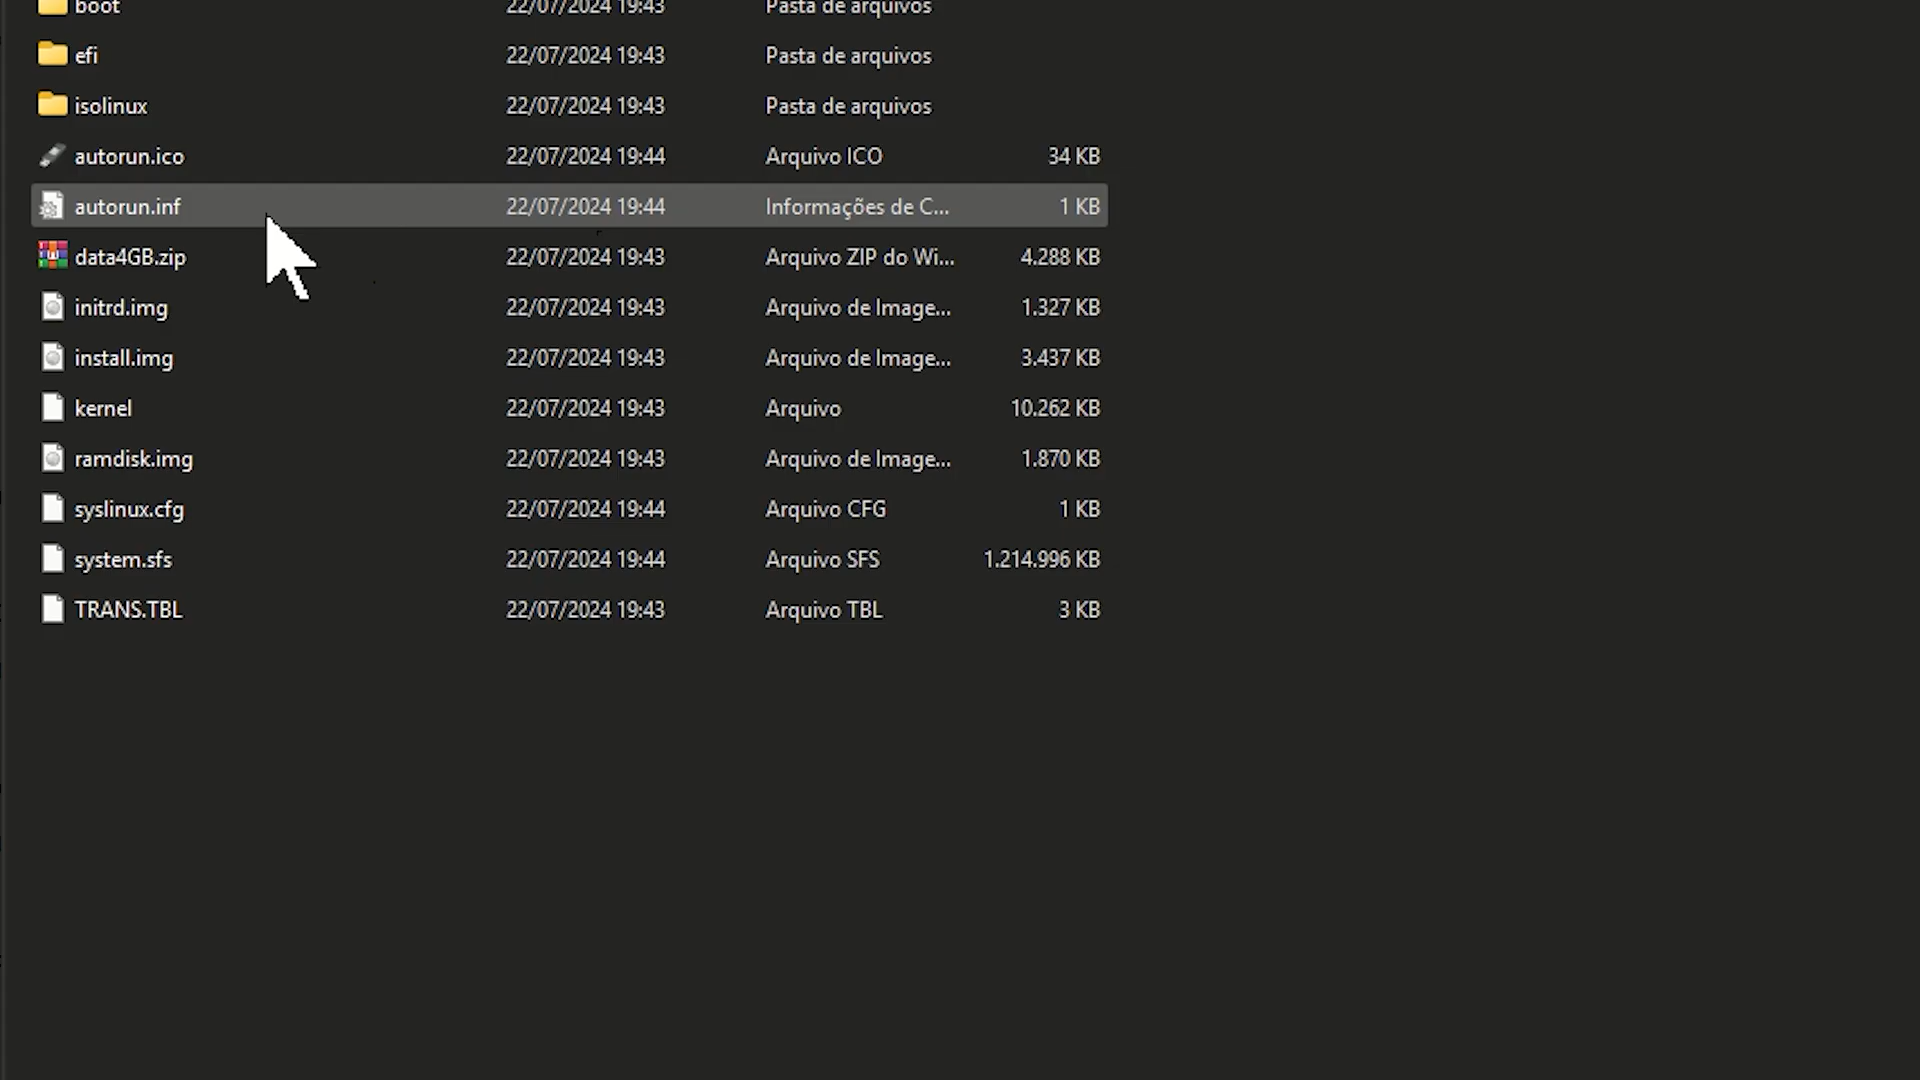 boot 22/07/2024 19:43 Pasta de arquivos
efi 22/07/2024 19:43 Pasta de arquivos
isolinux 22/07/2024 19:43 Pasta de arquivos
autorun.ico 22/07/2024 19:44 Arquivo ICO 34 KB
autorun.inf 22/07/2024 19:44 Informações de C... 1 KB
data4GB.zip 22/07/2024 19:43 Arquivo ZIP do Wi... 4.288 KB
initrd.img 22/07/2024 19:43 Arquivo de Image... 1.327 KB
install.img 22/07/2024 19:43 Arquivo de Image... 3.437 KB
kernel 22/07/2024 19:43 Arquivo 10.262 KB
ramdisk.img 22/07/2024 19:43 Arquivo de Image... 1.870 KB
syslinux.cfg 22/07/2024 19:44 Arquivo CFG 1 KB
system.sfs 22/07/2024 19:44 Arquivo SFS 1.214.996 KB
TRANS.TBL 22/07/2024 19:43 Arquivo TBL 3 KB